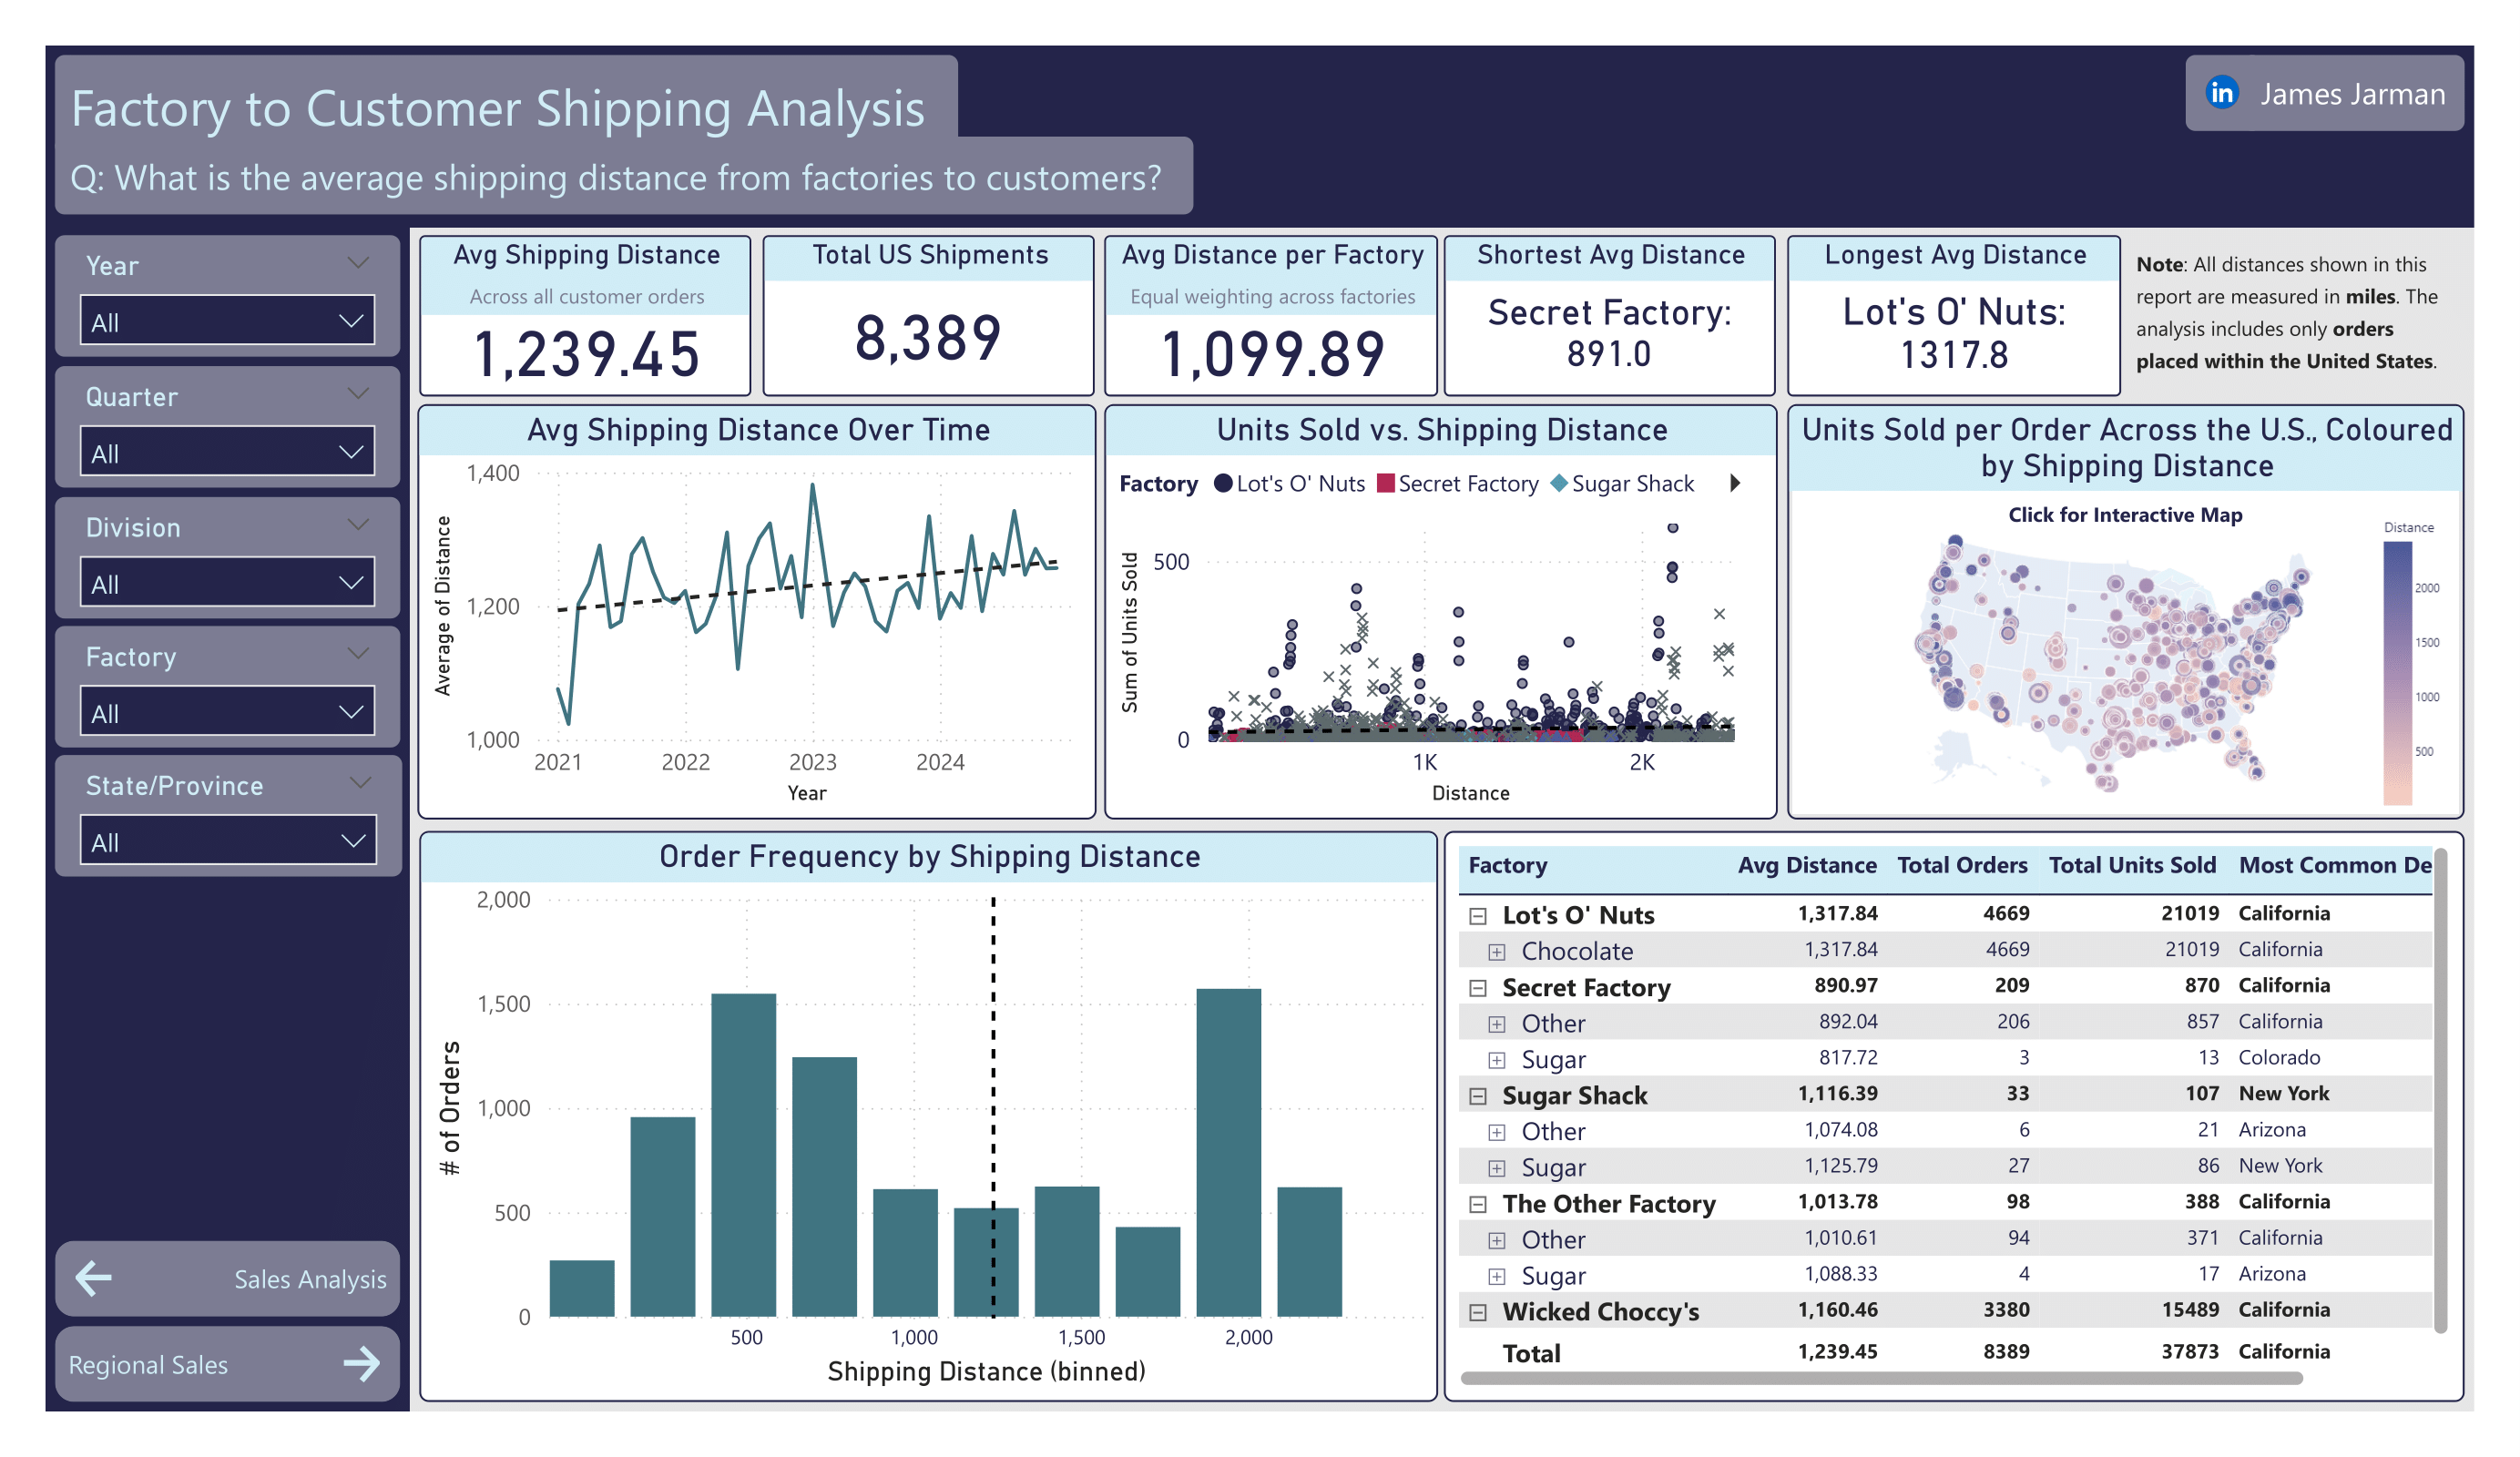 Factory to Customer Shipping Analysis
Q: What is the average shipping distance from factories to customers?
in James Jarman
Year
All
Quarter
All
Division
All
Factory
All
State/Province
All
Sales Analysis
Regional Sales
Avg Shipping Distance
Across all customer orders
1,239.45
Total US Shipments
8,389
Avg Distance per Factory
Equal weighting across factories
1,099.89
Shortest Avg Distance
Secret Factory:
891.0
Longest Avg Distance
Lot's O' Nuts:
1317.8
Note: All distances shown in this
report are measured in miles. The
analysis includes only orders
placed within the United States.
Avg Shipping Distance Over Time
Average of Distance
1,400
1,200
1,000
2021 2022 2023 2024
Year
Units Sold vs. Shipping Distance
Factory Lot's O' Nuts Secret Factory Sugar Shack
Sum of Units Sold
500
0
1K 2K
Distance
Units Sold per Order Across the U.S., Coloured
by Shipping Distance
Click for Interactive Map
Distance
2000
1500
1000
500
Order Frequency by Shipping Distance
# of Orders
2,000
1,500
1,000
500
0
500 1,000 1,500 2,000
Shipping Distance (binned)
Factory Avg Distance Total Orders Total Units Sold Most Common De
Lot's O' Nuts 1,317.84 4669 21019 California
Chocolate 1,317.84 4669 21019 California
Secret Factory 890.97 209 870 California
Other 892.04 206 857 California
Sugar 817.72 3 13 Colorado
Sugar Shack 1,116.39 33 107 New York
Other 1,074.08 6 21 Arizona
Sugar 1,125.79 27 86 New York
The Other Factory 1,013.78 98 388 California
Other 1,010.61 94 371 California
Sugar 1,088.33 4 17 Arizona
Wicked Choccy's 1,160.46 3380 15489 California
Total 1,239.45 8389 37873 California